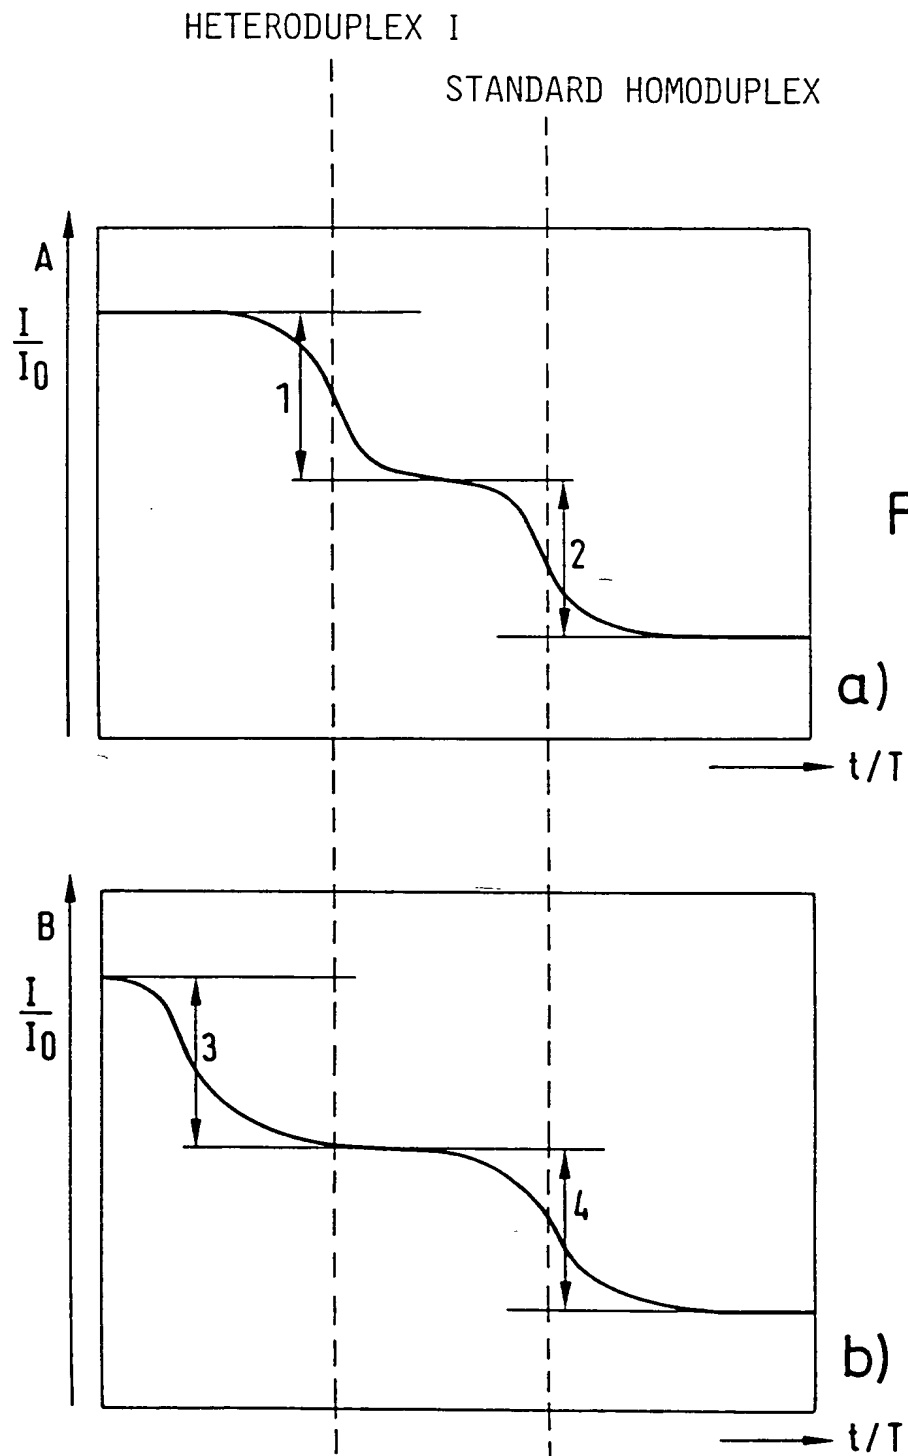 HETERODUPLEX I
STANDARD HOMODUPLEX
A
I
I0
1
2
F
a)
t/T
B
I
I0
3
4
b)
t/T